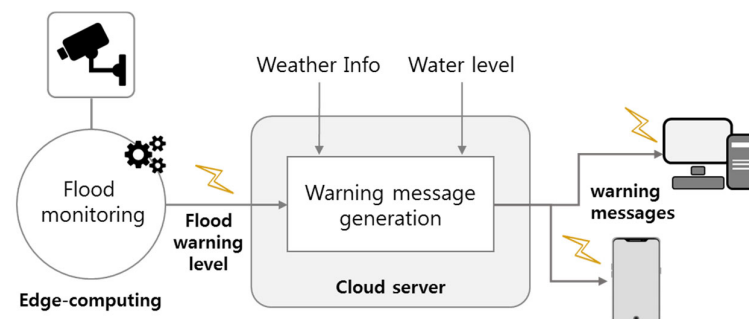 Weather Info
Water level
Flood
monitoring
Warning message
generation
Flood
warning
level
warning
messages
Edge-computing
Cloud server